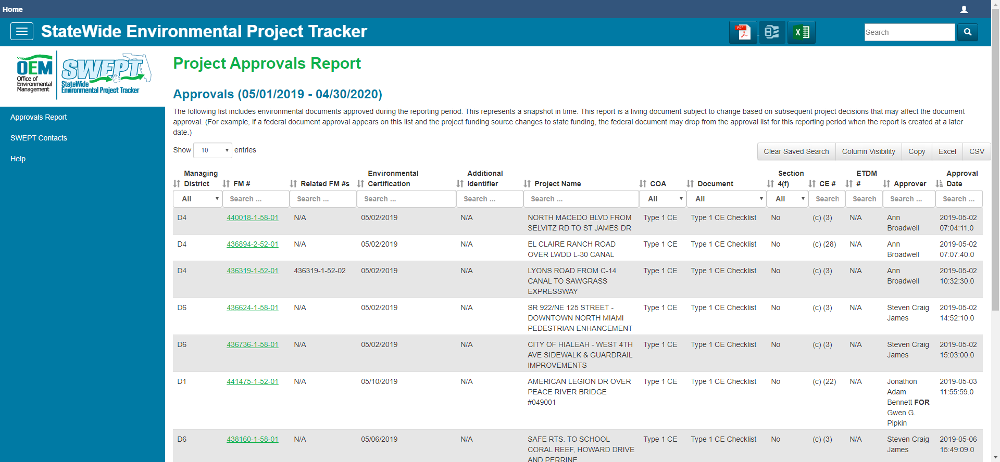 Home
StateWide Environmental Project Tracker
PDF
Search
OEM
Office of
Environmental
Management
SWEPT
StateWide
Environmental Project Tracker
Approvals Report
SWEPT Contacts
Help
Project Approvals Report
Approvals (05/01/2019 - 04/30/2020)
The following list includes environmental documents approved during the reporting period. This represents a snapshot in time. This report is a living document subject to change based on subsequent project decisions that may affect the document
approval. (For example, if a federal document approval appears on this list and the project funding source changes to state funding, the federal document may drop from the approval list for this reporting period when the report is created at a later
date.)
Show 10 entries
Clear Saved Search Column Visibility Copy Excel CSV
Managing Environmental Additional Section ETDM Approval
District FM # Related FM #s Certification Identifier Project Name COA Document 4(f) CE # # Approver Date
All Search ... Search ... Search ... Search ... Search ... All All All Search Search Search ... Search ...
D4 440018-1-58-01 N/A 05/02/2019 N/A NORTH MACEDO BLVD FROM Type 1 CE Type 1 CE Checklist No (c) (3) N/A Ann 2019-05-02
SELVITZ RD TO ST JAMES DR Broadwell 07:04:11.0
D4 436894-2-52-01 N/A 05/02/2019 N/A EL CLAIRE RANCH ROAD Type 1 CE Type 1 CE Checklist No (c) (28) N/A Ann 2019-05-02
OVER LWDD L-30 CANAL Broadwell 07:07:40.0
D4 436319-1-52-01 436319-1-52-02 05/02/2019 N/A LYONS ROAD FROM C-14 Type 1 CE Type 1 CE Checklist No (c) (3) N/A Ann 2019-05-02
CANAL TO SAWGRASS Broadwell 10:32:30.0
EXPRESSWAY
D6 436624-1-58-01 N/A 05/02/2019 N/A SR 922/NE 125 STREET - Type 1 CE Type 1 CE Checklist No (c) (3) N/A Steven Craig 2019-05-02
DOWNTOWN NORTH MIAMI James 14:52:10.0
PEDESTRIAN ENHANCEMENT
D6 436736-1-58-01 N/A 05/02/2019 N/A CITY OF HIALEAH - WEST 4TH Type 1 CE Type 1 CE Checklist No (c) (3) N/A Steven Craig 2019-05-02
AVE SIDEWALK & GUARDRAIL James 15:03:00.0
IMPROVEMENTS
D1 441475-1-52-01 N/A 05/10/2019 N/A AMERICAN LEGION DR OVER Type 1 CE Type 1 CE Checklist No (c) (22) N/A Jonathon 2019-05-03
PEACE RIVER BRIDGE Adam 11:55:59.0
#049001 Bennett FOR
Gwen G.
Pipkin
D6 438160-1-58-01 N/A 05/06/2019 N/A SAFE RTS. TO SCHOOL Type 1 CE Type 1 CE Checklist No (c) (3) N/A Steven Craig 2019-05-06
CORAL REEF, HOWARD DRIVE James 15:49:09.0
AND PERRINE